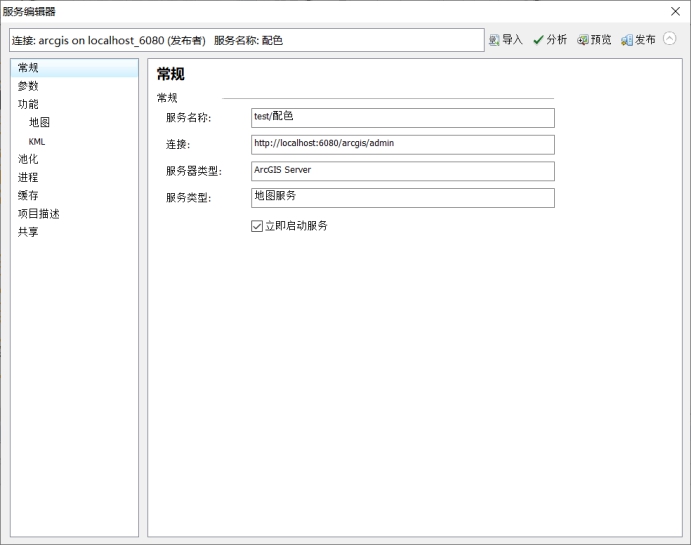 服务编辑器
连接: arcgis on localhost_6080 (发布者) 服务名称: 配色
导入 分析 预览 发布
常规
参数
功能
地图
KML
池化
进程
缓存
项目描述
共享
常规
常规
服务名称: test/配色
连接: http://localhost:6080/arcgis/admin
服务器类型: ArcGIS Server
服务类型: 地图服务
立即启动服务